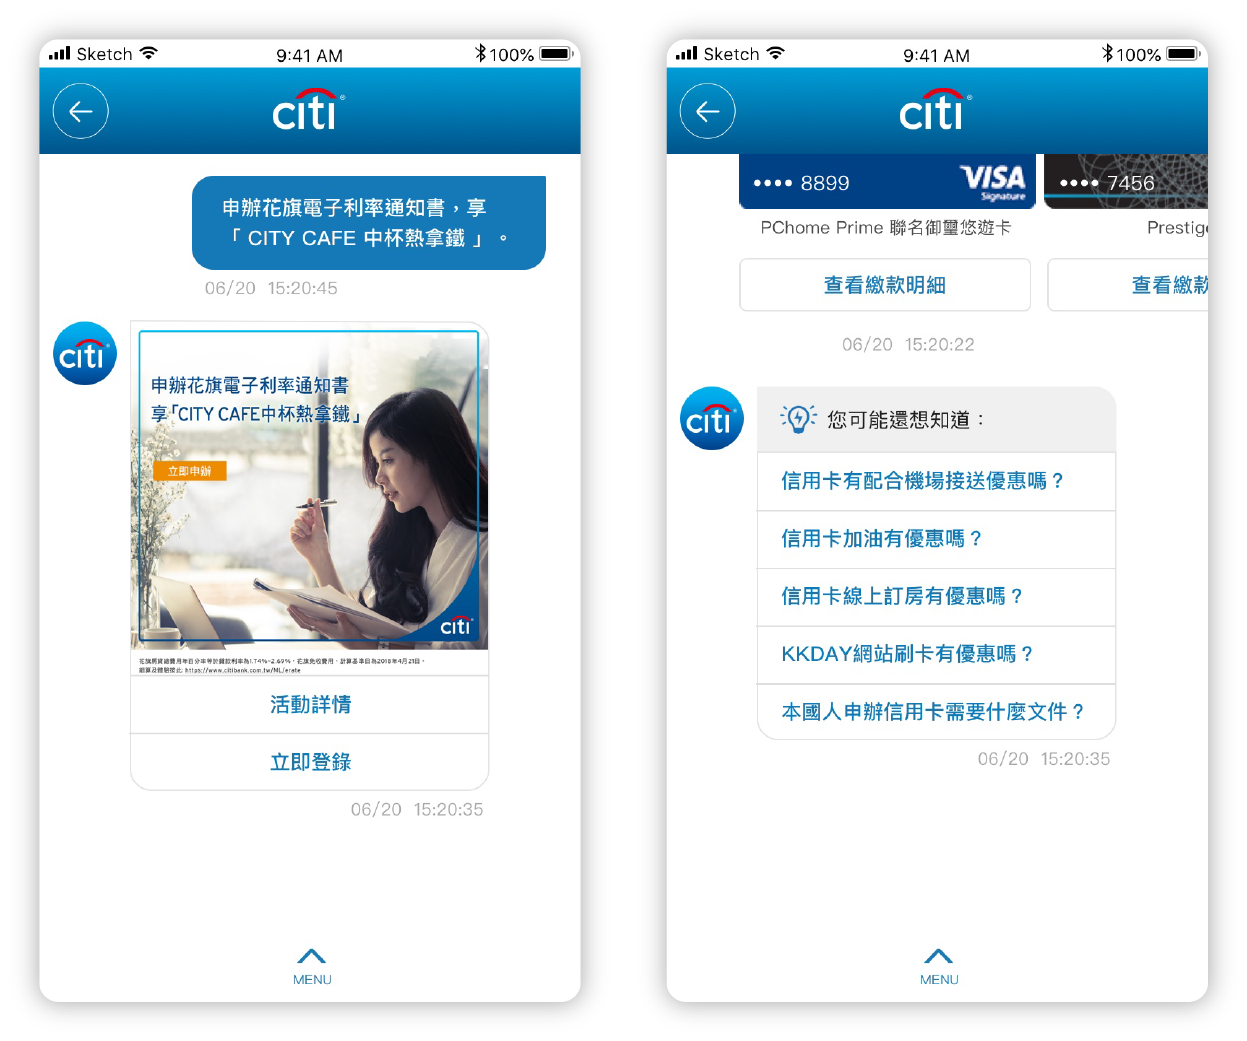 Sketch
9:41 AM
100%
citi
申辦花旗電子利率通知書，享
「 CITY CAFE 中杯熱拿鐵 」。
06/20 15:20:45
citi
申辦花旗電子利率通知書
享「CITY CAFE中杯熱拿鐵」
立即申辦
citi
活動詳情
立即登錄
06/20 15:20:35
MENU
Sketch
9:41 AM
100%
citi
•••• 8899
VISA
Signature
•••• 7456
PChome Prime 聯名御璽悠遊卡
Prestige
查看繳款明細
查看繳款
06/20 15:20:22
citi
您可能還想知道：
信用卡有配合機場接送優惠嗎？
信用卡加油有優惠嗎？
信用卡線上訂房有優惠嗎？
KKDAY網站刷卡有優惠嗎？
本國人申辦信用卡需要什麼文件？
06/20 15:20:35
MENU